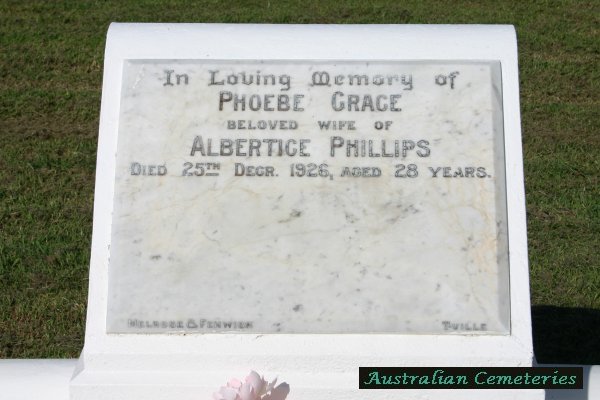 In Loving Memory of
PHOEBE GRACE
BELOVED WIFE OF
ALBERTICE PHILLIPS
DIED 25TH DECR. 1926, AGED 28 YEARS.
MELROSE & FENWICK T'VILLE
Australian Cemeteries